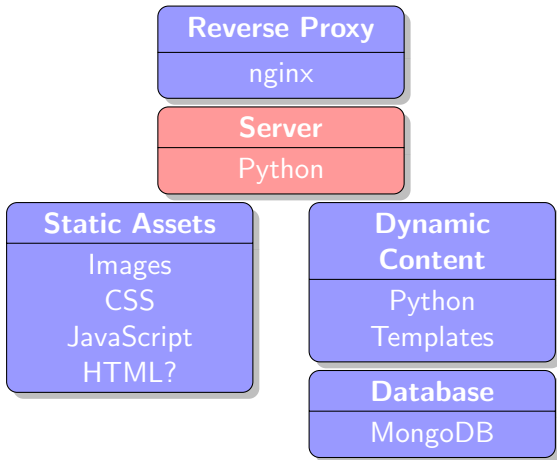 Reverse Proxy
nginx
Server
Python
Static Assets
Images
CSS
JavaScript
HTML?
Dynamic
Content
Python
Templates
Database
MongoDB